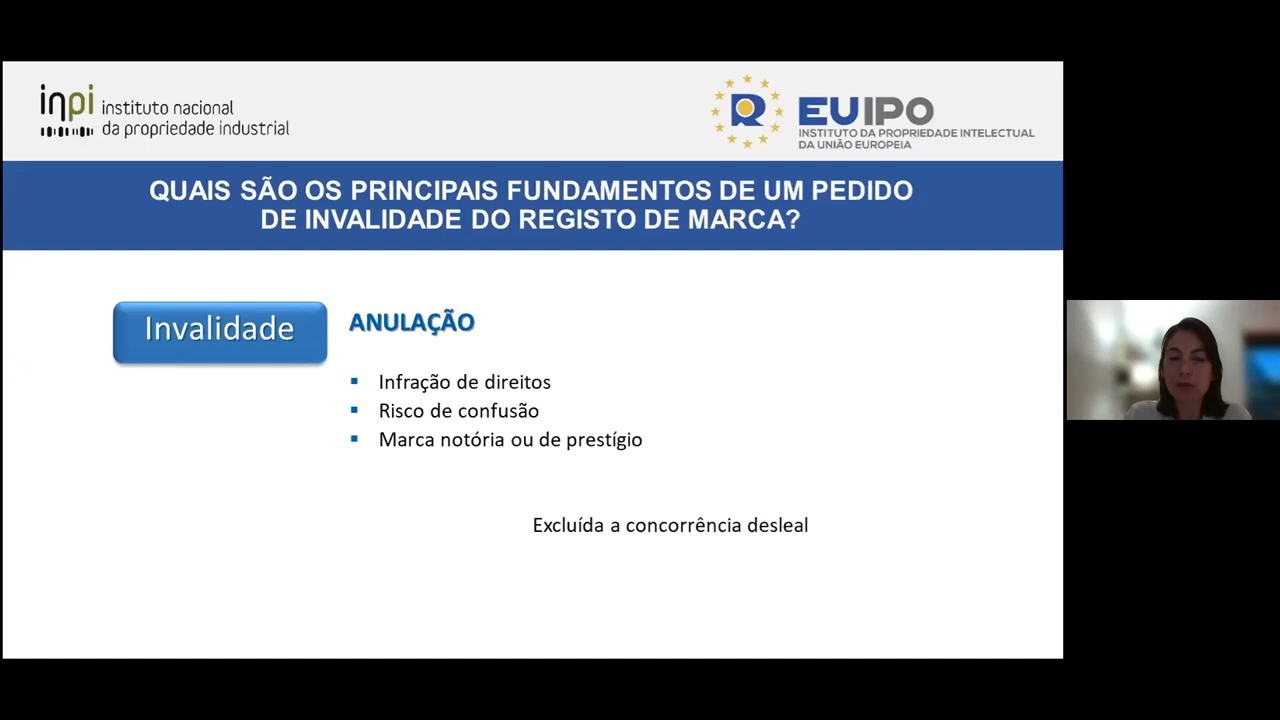 inpi instituto nacional
da propriedade industrial
EUIPO
INSTITUTO DA PROPRIEDADE INTELECTUAL
DA UNIÃO EUROPEIA
QUAIS SÃO OS PRINCIPAIS FUNDAMENTOS DE UM PEDIDO
DE INVALIDADE DO REGISTO DE MARCA?
Invalidade
ANULAÇÃO
▪ Infração de direitos
▪ Risco de confusão
▪ Marca notória ou de prestígio
Excluída a concorrência desleal